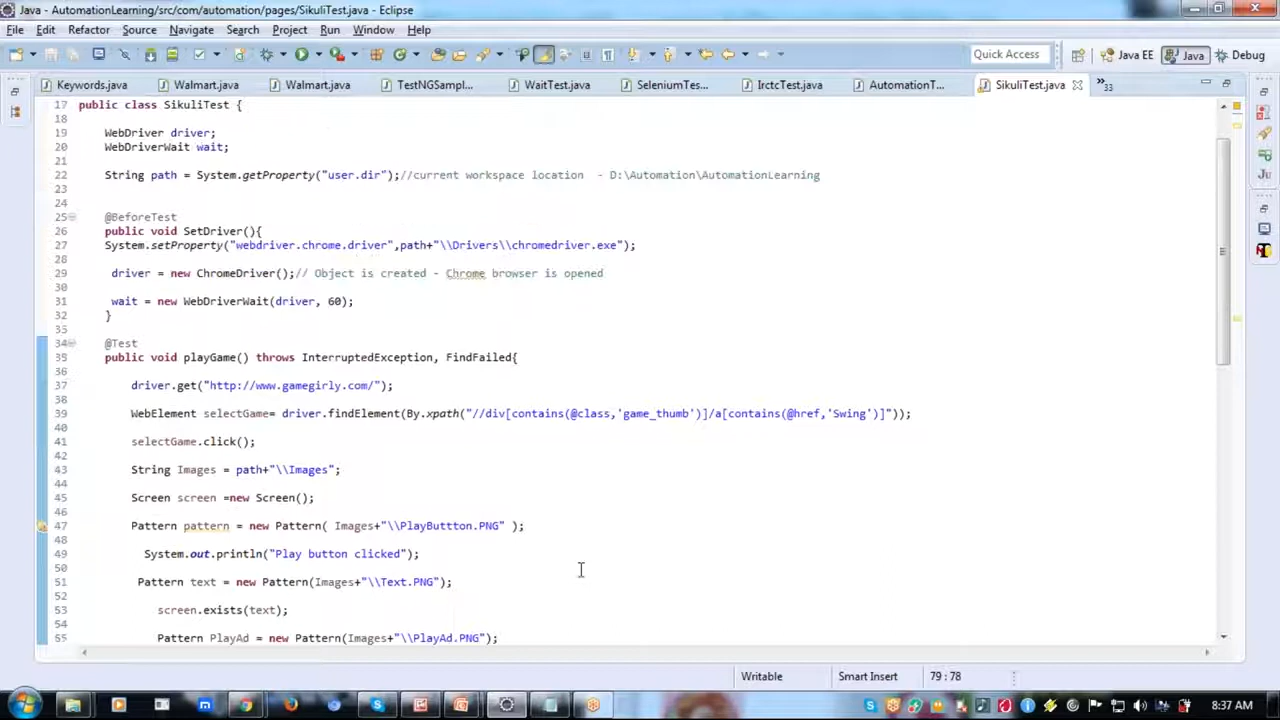 Java - AutomationLearning/src/com/automation/pages/SikuliTest.java - Eclipse
File Edit Refactor Source Navigate Search Project Run Window Help
Quick Access Java EE Java Debug
Keywords.java Walmart.java Walmart.java TestNGSampl... WaitTest.java SeleniumTes... IrctcTest.java AutomationT... SikuliTest.java »33
17 public class SikuliTest {
18
19 WebDriver driver;
20 WebDriverWait wait;
21
22 String path = System.getProperty("user.dir");//current workspace location - D:\Automation\AutomationLearning
23
24
25 @BeforeTest
26 public void SetDriver(){
27 System.setProperty("webdriver.chrome.driver",path+"\\Drivers\\chromedriver.exe");
28
29 driver = new ChromeDriver();// Object is created - Chrome browser is opened
30
31 wait = new WebDriverWait(driver, 60);
32 }
33
34 @Test
35 public void playGame() throws InterruptedException, FindFailed{
36
37 driver.get("http://www.gamegirly.com/");
38
39 WebElement selectGame= driver.findElement(By.xpath("//div[contains(@class,'game_thumb')]/a[contains(@href,'Swing')]"));
40
41 selectGame.click();
42
43 String Images = path+"\\Images";
44
45 Screen screen =new Screen();
46
47 Pattern pattern = new Pattern( Images+"\\PlayButtton.PNG" );
48
49 System.out.println("Play button clicked");
50
51 Pattern text = new Pattern(Images+"\\Text.PNG");
52
53 screen.exists(text);
54
55 Pattern PlayAd = new Pattern(Images+"\\PlayAd.PNG");
Writable Smart Insert 79 : 78
8:37 AM